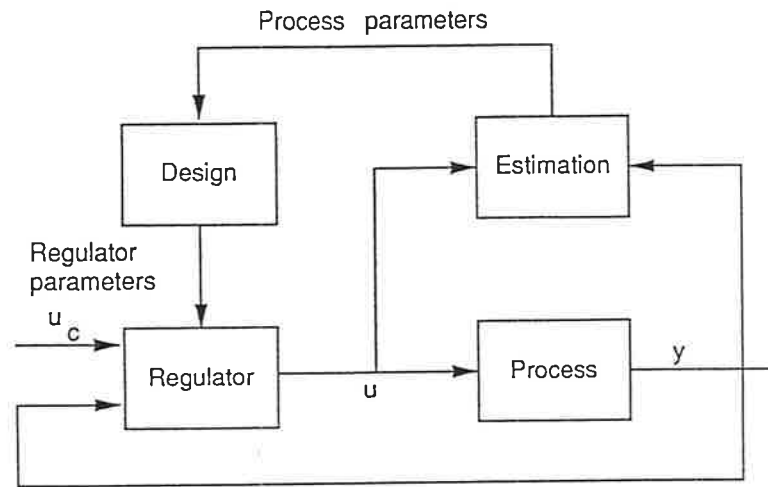 Process parameters
Design
Estimation
Regulator
parameters
u
c
Regulator
u
Process
y